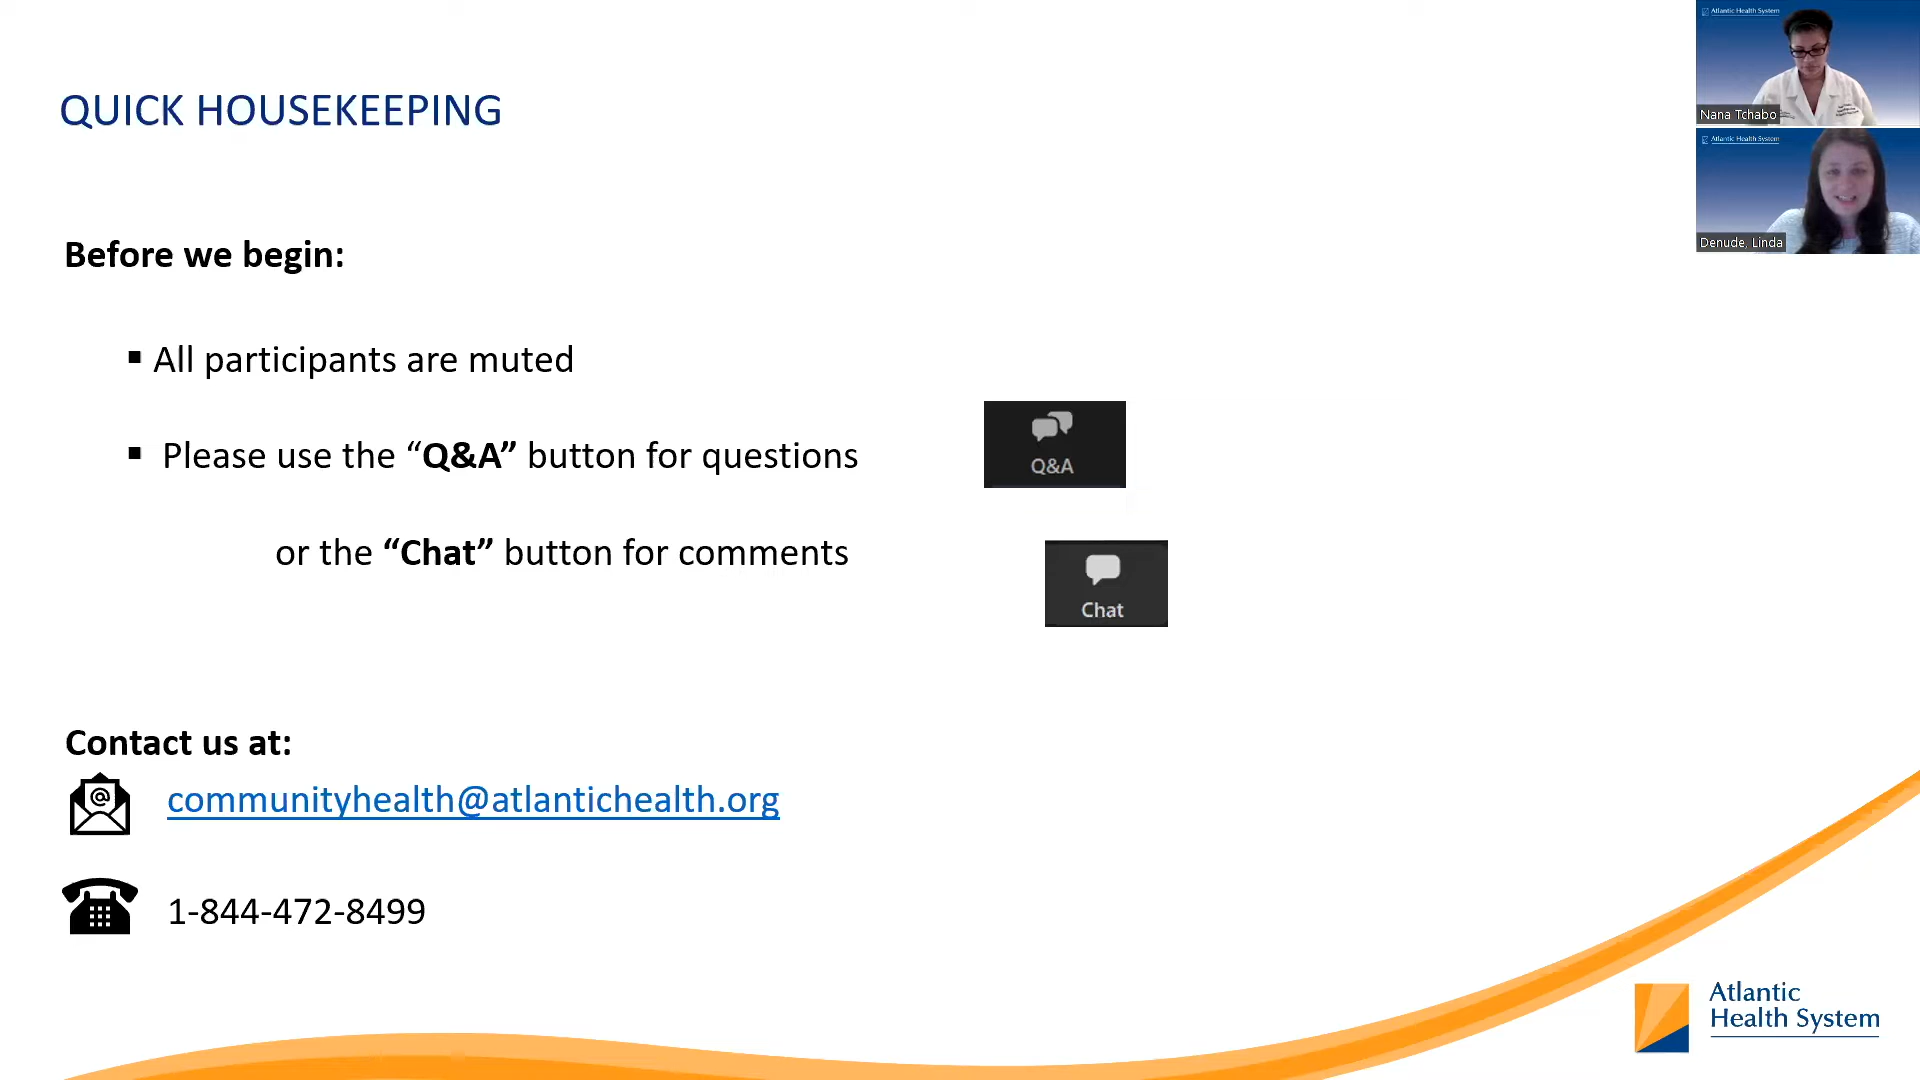 QUICK HOUSEKEEPING
Before we begin:
▪ All participants are muted
▪ Please use the “Q&A” button for questions
or the “Chat” button for comments
Q&A
Chat
Contact us at:
communityhealth@atlantichealth.org
1-844-472-8499
Atlantic
Health System
Atlantic Health System
Nana Tchabo
Atlantic Health System
Denude, Linda